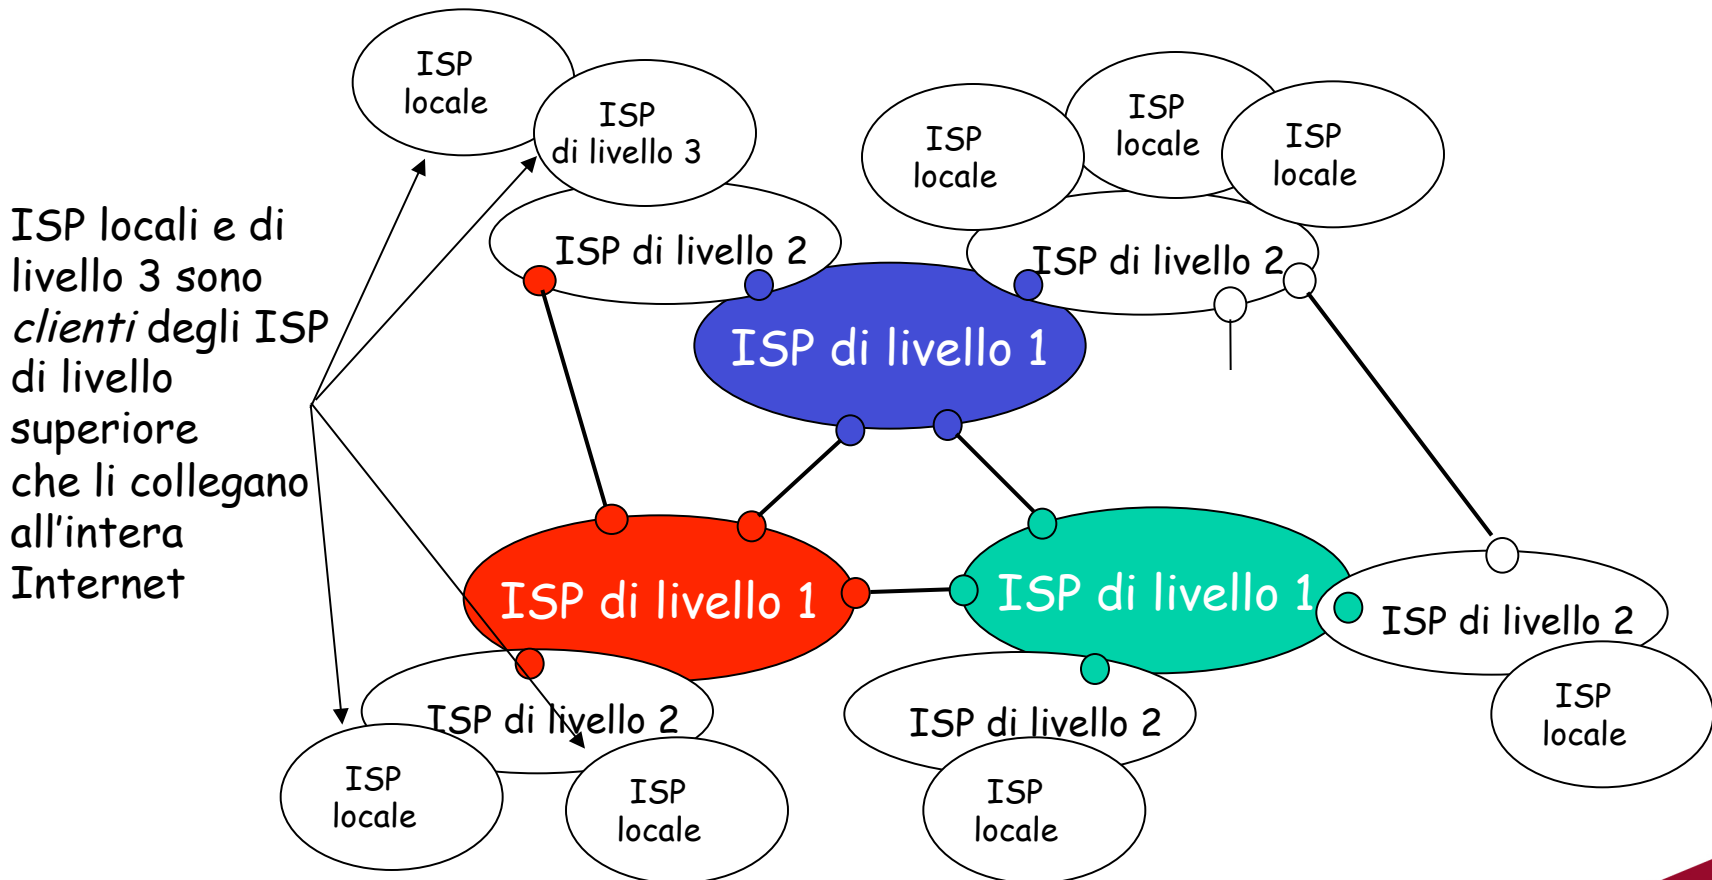 ISP
locale
ISP
di livello 3
ISP
locale
ISP
locale
ISP
locale
ISP locali e di
livello 3 sono
clienti degli ISP
di livello
superiore
che li collegano
all'intera
Internet
ISP di livello 2
ISP di livello 2
ISP di livello 1
ISP di livello 1
ISP di livello 1
ISP di livello 2
ISP
locale
ISP di livello 2
ISP di livello 2
ISP
locale
ISP
locale
ISP
locale